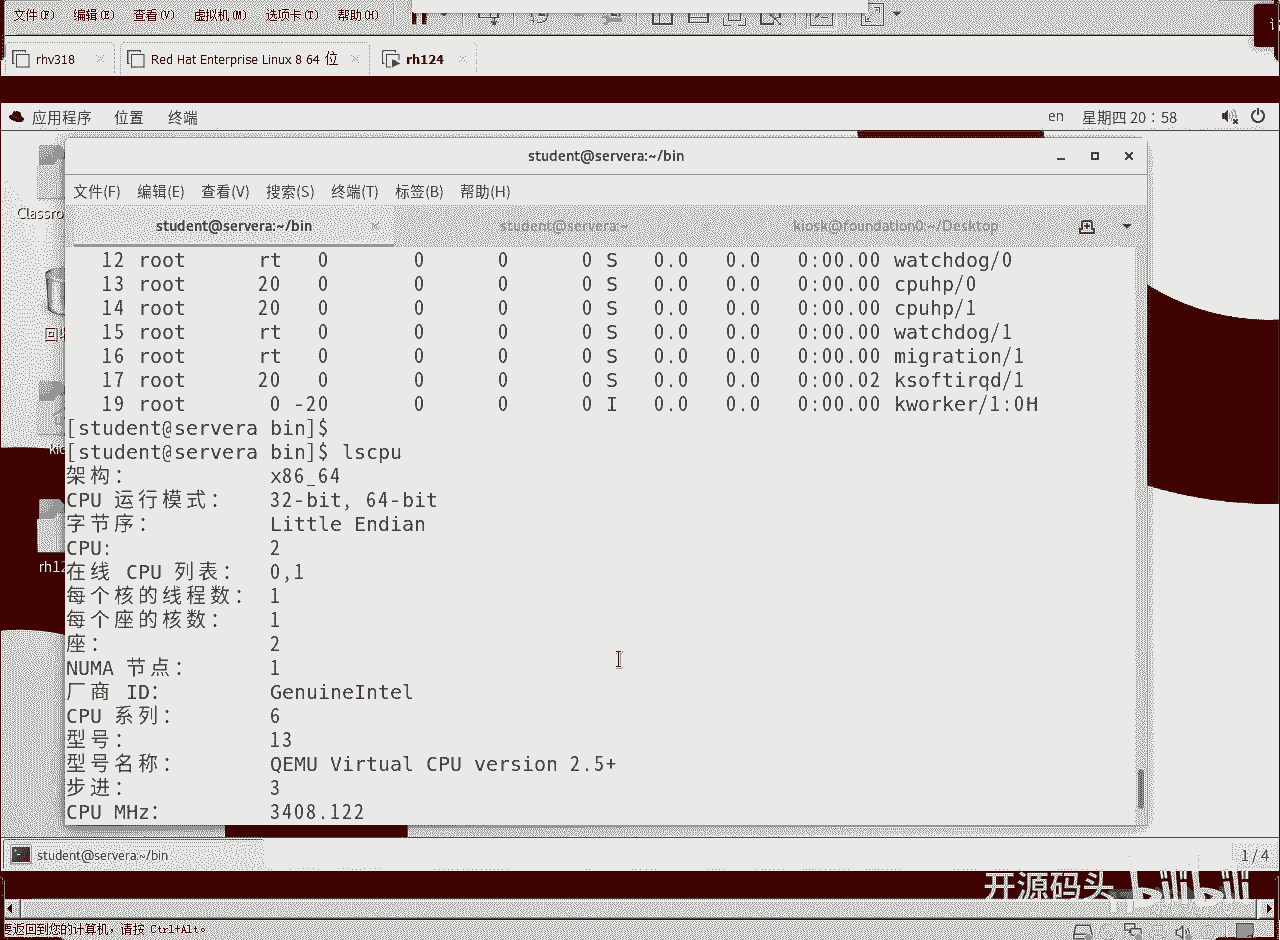 文件(F) 编辑(E) 查看(V) 虚拟机(M) 选项卡(T) 帮助(H)
rhv318 Red Hat Enterprise Linux 8 64 位 rh124
应用程序 位置 终端 en 星期四 20：58
student@servera:~/bin
文件(F) 编辑(E) 查看(V) 搜索(S) 终端(T) 标签(B) 帮助(H)
Classro
student@servera:~/bin student@servera:~ kiosk@foundation0:~/Desktop
12 root rt 0 0 0 0 S 0.0 0.0 0:00.00 watchdog/0
13 root 20 0 0 0 0 S 0.0 0.0 0:00.00 cpuhp/0
14 root 20 0 0 0 0 S 0.0 0.0 0:00.00 cpuhp/1
15 root rt 0 0 0 0 S 0.0 0.0 0:00.00 watchdog/1
16 root rt 0 0 0 0 S 0.0 0.0 0:00.00 migration/1
17 root 20 0 0 0 0 S 0.0 0.0 0:00.02 ksoftirqd/1
19 root 0 -20 0 0 0 I 0.0 0.0 0:00.00 kworker/1:0H
[student@servera bin]$
[student@servera bin]$ lscpu
架构： x86_64
CPU 运行模式： 32-bit, 64-bit
字节序： Little Endian
CPU: 2
在线 CPU 列表： 0,1
每个核的线程数： 1
每个座的核数： 1
座： 2
NUMA 节点： 1
厂商 ID： GenuineIntel
CPU 系列： 6
型号： 13
型号名称： QEMU Virtual CPU version 2.5+
步进： 3
CPU MHz： 3408.122
回
kio
rh12
student@servera:~/bin 1 / 4
开源码头 bilibili
要返回到您的计算机，请按 Ctrl+Alt。